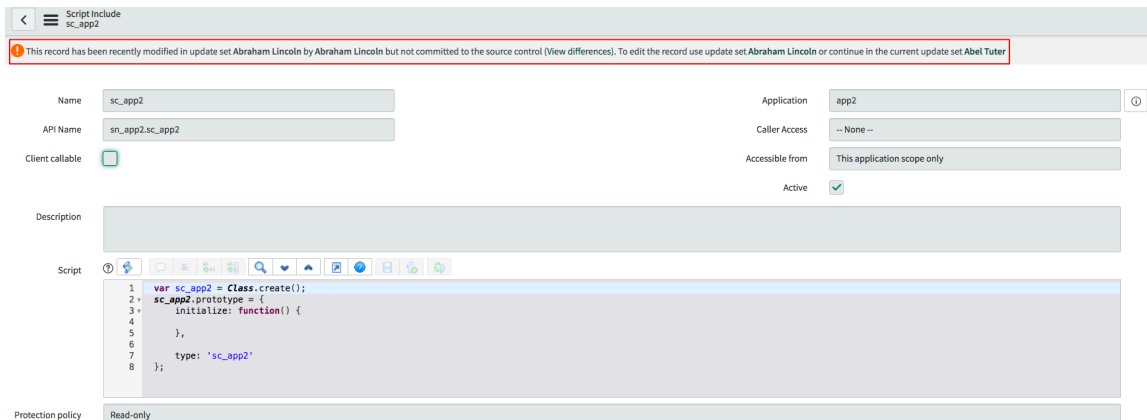 Script Include
sc_app2
This record has been recently modified in update set Abraham Lincoln by Abraham Lincoln but not committed to the source control (View differences). To edit the record use update set Abraham Lincoln or continue in the current update set Abel Tuter
Name sc_app2
Application app2
API Name sn_app2.sc_app2
Caller Access -- None --
Client callable
Accessible from This application scope only
Active
Description
Script
1 var sc_app2 = Class.create();
2 sc_app2.prototype = {
3 initialize: function() {
4
5 },
6
7 type: 'sc_app2'
8 };
Protection policy Read-only